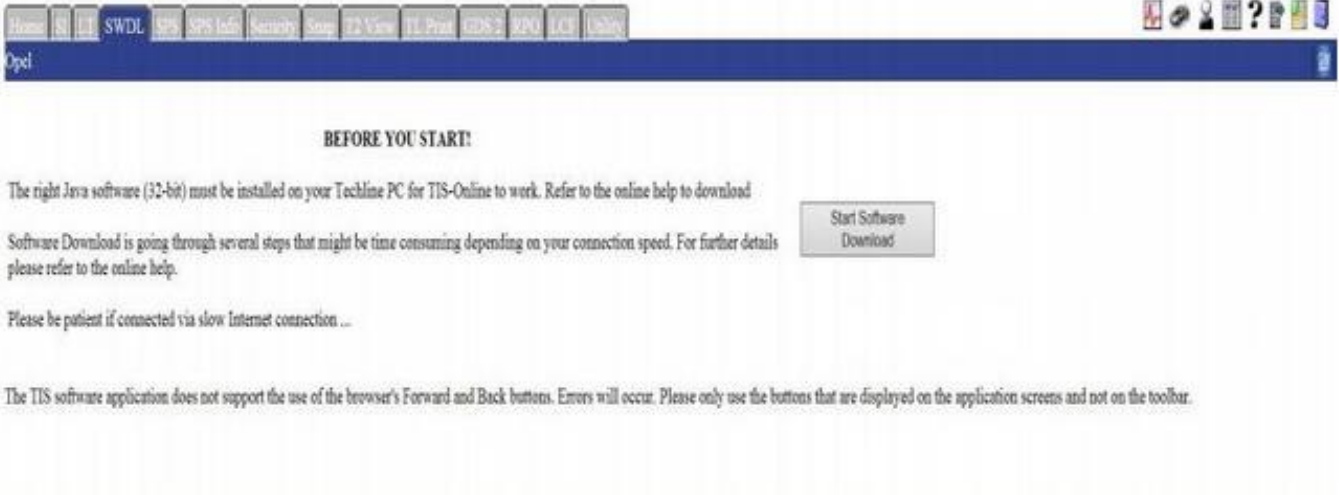 Home SI LT SWDL SPS SPS Info Security Snap T2 View TL Print GDS 2 RPO LCS Utility
Opel
BEFORE YOU START!
The right Java software (32-bit) must be installed on your Techline PC for TIS-Online to work. Refer to the online help to download
Start Software
Download
Software Download is going through several steps that might be time consuming depending on your connection speed. For further details
please refer to the online help.
Please be patient if connected via slow Internet connection ...
The TIS software application does not support the use of the browser's Forward and Back buttons. Errors will occur. Please only use the buttons that are displayed on the application screens and not on the toolbar.